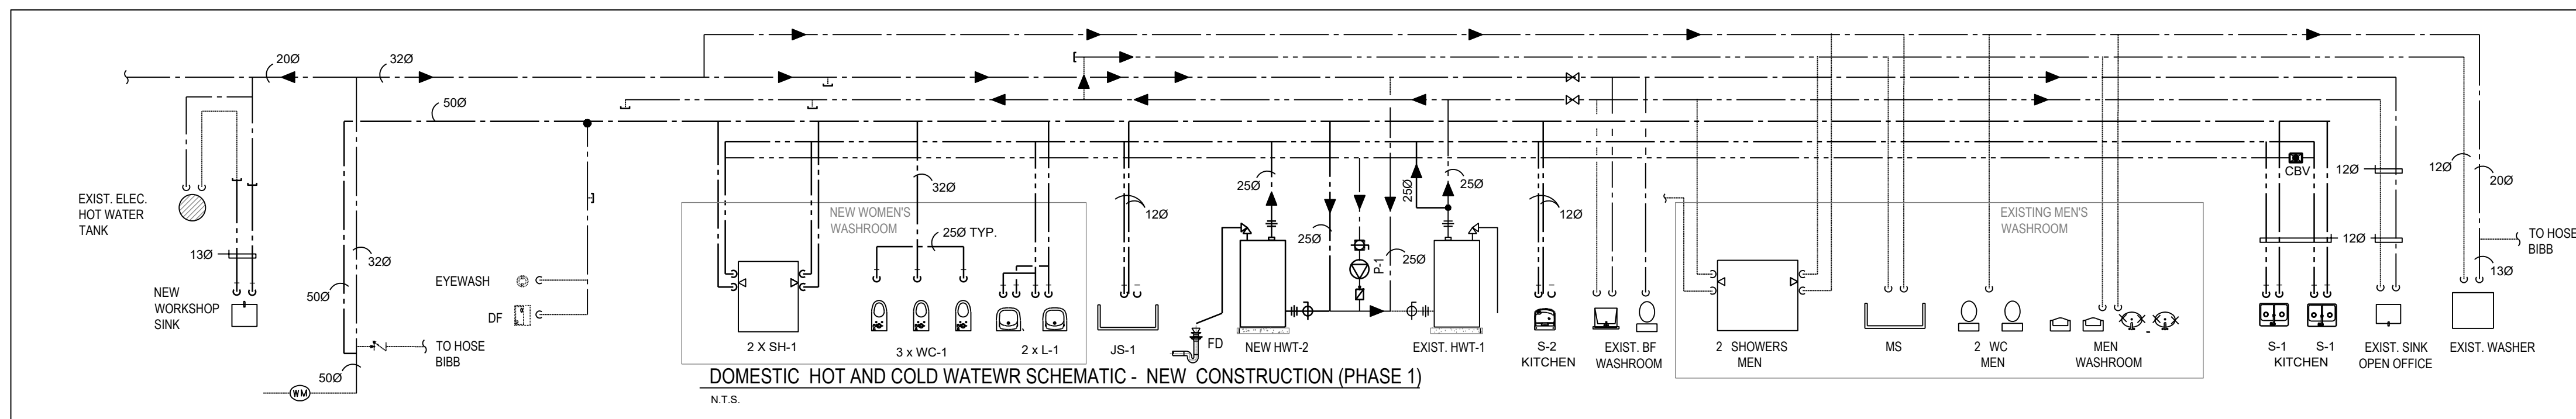 20Ø
32Ø
50Ø
EXIST. ELEC.
HOT WATER
TANK
13Ø
NEW
WORKSHOP
SINK
32Ø
50Ø
TO HOSE
BIBB
50Ø
WM
EYEWASH
DF
NEW WOMEN'S
WASHROOM
32Ø
25Ø TYP.
2 X SH-1
3 x WC-1
2 x L-1
12Ø
JS-1
FD
25Ø
25Ø
NEW HWT-2
P-1
25Ø
25Ø
25Ø
EXIST. HWT-1
12Ø
S-2
KITCHEN
EXIST. BF
WASHROOM
EXISTING MEN'S
WASHROOM
2 SHOWERS
MEN
MS
2 WC
MEN
MEN
WASHROOM
CBV
12Ø
12Ø
S-1 S-1
KITCHEN
EXIST. SINK
OPEN OFFICE
12Ø
20Ø
TO HOSE
BIBB
13Ø
EXIST. WASHER
DOMESTIC HOT AND COLD WATEWR SCHEMATIC - NEW CONSTRUCTION (PHASE 1)
N.T.S.